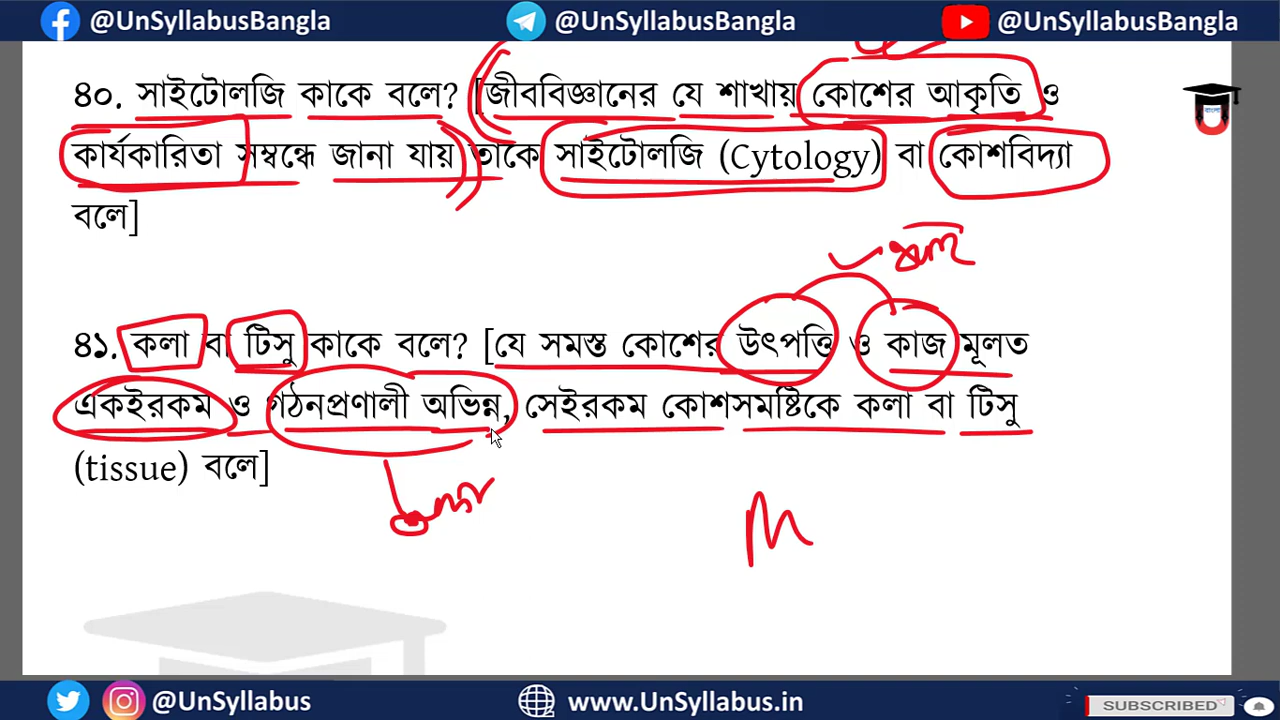 @UnSyllabusBangla @UnSyllabusBangla @UnSyllabusBangla
৪০. সাইটোলজি কাকে বলে? [জীববিজ্ঞানের যে শাখায় কোশের আকৃতি ও
কার্যকারিতা সম্বন্ধে জানা যায় তাকে সাইটোলজি (Cytology) বা কোশবিদ্যা
বলে]
৪১. কলা বা টিসু কাকে বলে? [যে সমস্ত কোশের উৎপত্তি ও কাজ মূলত
একইরকম ও গঠনপ্রণালী অভিন্ন, সেইরকম কোশসমষ্টিকে কলা বা টিসু
(tissue) বলে]
@UnSyllabus www.UnSyllabus.in SUBSCRIBED